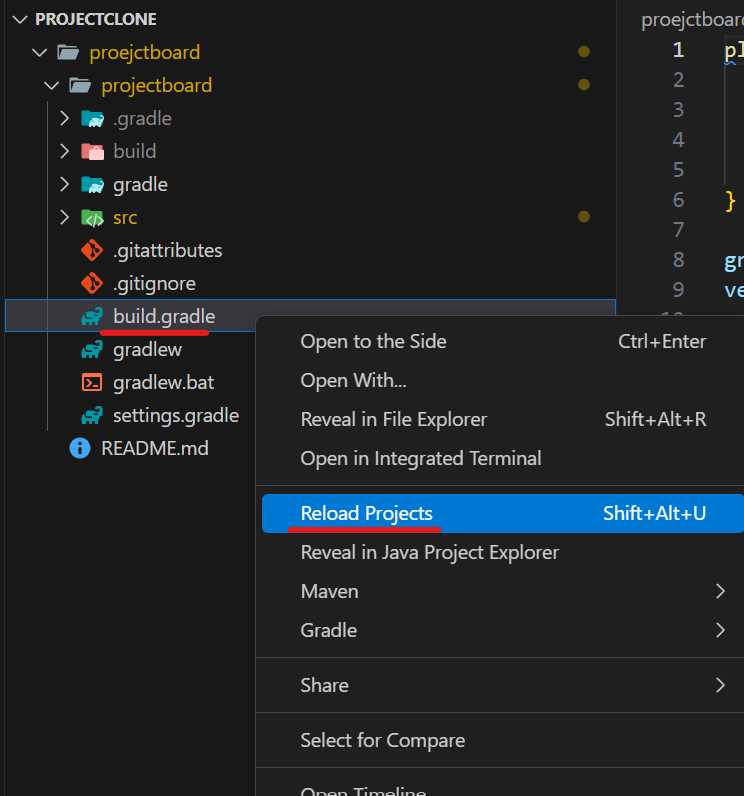 PROJECTCLONE
proejctboard
projectboard
.gradle
build
gradle
src
.gitattributes
.gitignore
build.gradle
gradlew
gradlew.bat
settings.gradle
README.md
proejctboard
1 pl
2
3
4
5
6 }
7
8 gr
9 ve
10
Open to the Side Ctrl+Enter
Open With...
Reveal in File Explorer Shift+Alt+R
Open in Integrated Terminal
Reload Projects Shift+Alt+U
Reveal in Java Project Explorer
Maven
Gradle
Share
Select for Compare
Open Timeline